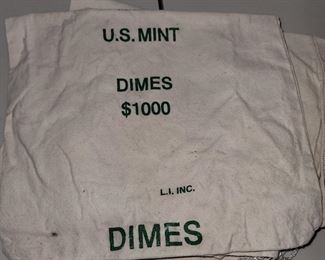 U.S. MINT
DIMES
$1000
L.I. INC.
DIMES